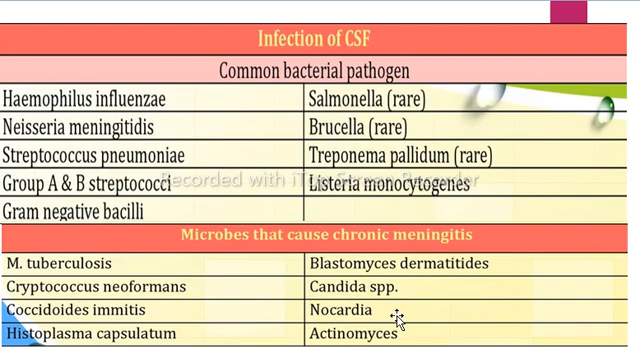 Infection of CSF
Common bacterial pathogen
Haemophilus influenzae Salmonella (rare)
Neisseria meningitidis Brucella (rare)
Streptococcus pneumoniae Treponema pallidum (rare)
Group A & B streptococci Listeria monocytogenes
Recorded with iTop Screen Recorder
Gram negative bacilli
Microbes that cause chronic meningitis
M. tuberculosis Blastomyces dermatitides
Cryptococcus neoformans Candida spp.
Coccidoides immitis Nocardia
Histoplasma capsulatum Actinomyces